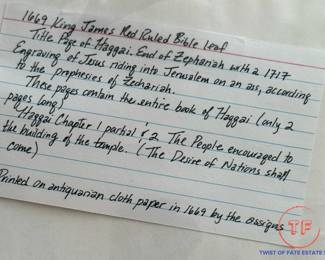 1669 King James Red Ruled Bible Leaf
Title Page of Haggai. End of Zephaniah with a 1717
Engraving of Jesus riding into Jerusalem on an ass, according
to the prophesies of Zechariah.
These pages contain the entire book of Haggai (only 2
pages long)
Haggai Chapter 1 partial & 2 The People encouraged to
the building of the temple. (The Desire of Nations shall
come)
Printed on antiquarian cloth paper in 1669 by the assigns
TF
TWIST OF FATE ESTATE